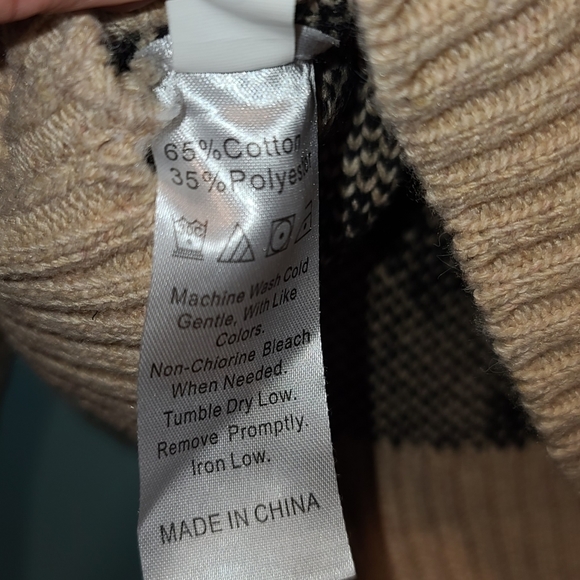 65%Cotton
35%Polyester
Machine Wash Cold
Gentle, With Like
Colors.
Non-Chlorine Bleach
When Needed.
Tumble Dry Low.
Remove Promptly.
Iron Low.
MADE IN CHINA